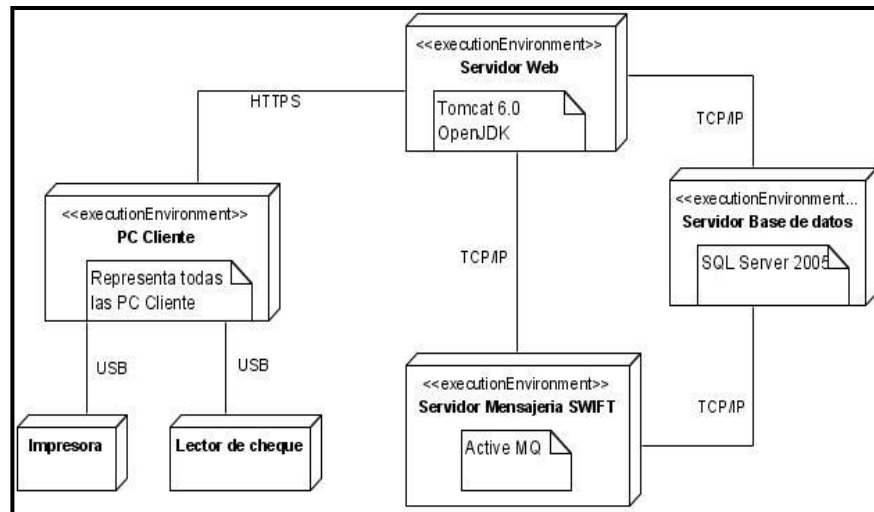 <<executionEnvironment>>
Servidor Web
Tomcat 6.0
OpenJDK
HTTPS
TCP/IP
<<executionEnvironment>>
PC Cliente
Representa todas
las PC Cliente
<<executionEnvironment...
Servidor Base de datos
SQL Server 2005
TCP/IP
USB
USB
<<executionEnvironment>>
Servidor Mensajeria SWIFT
Active MQ
TCP/IP
Impresora
Lector de cheque